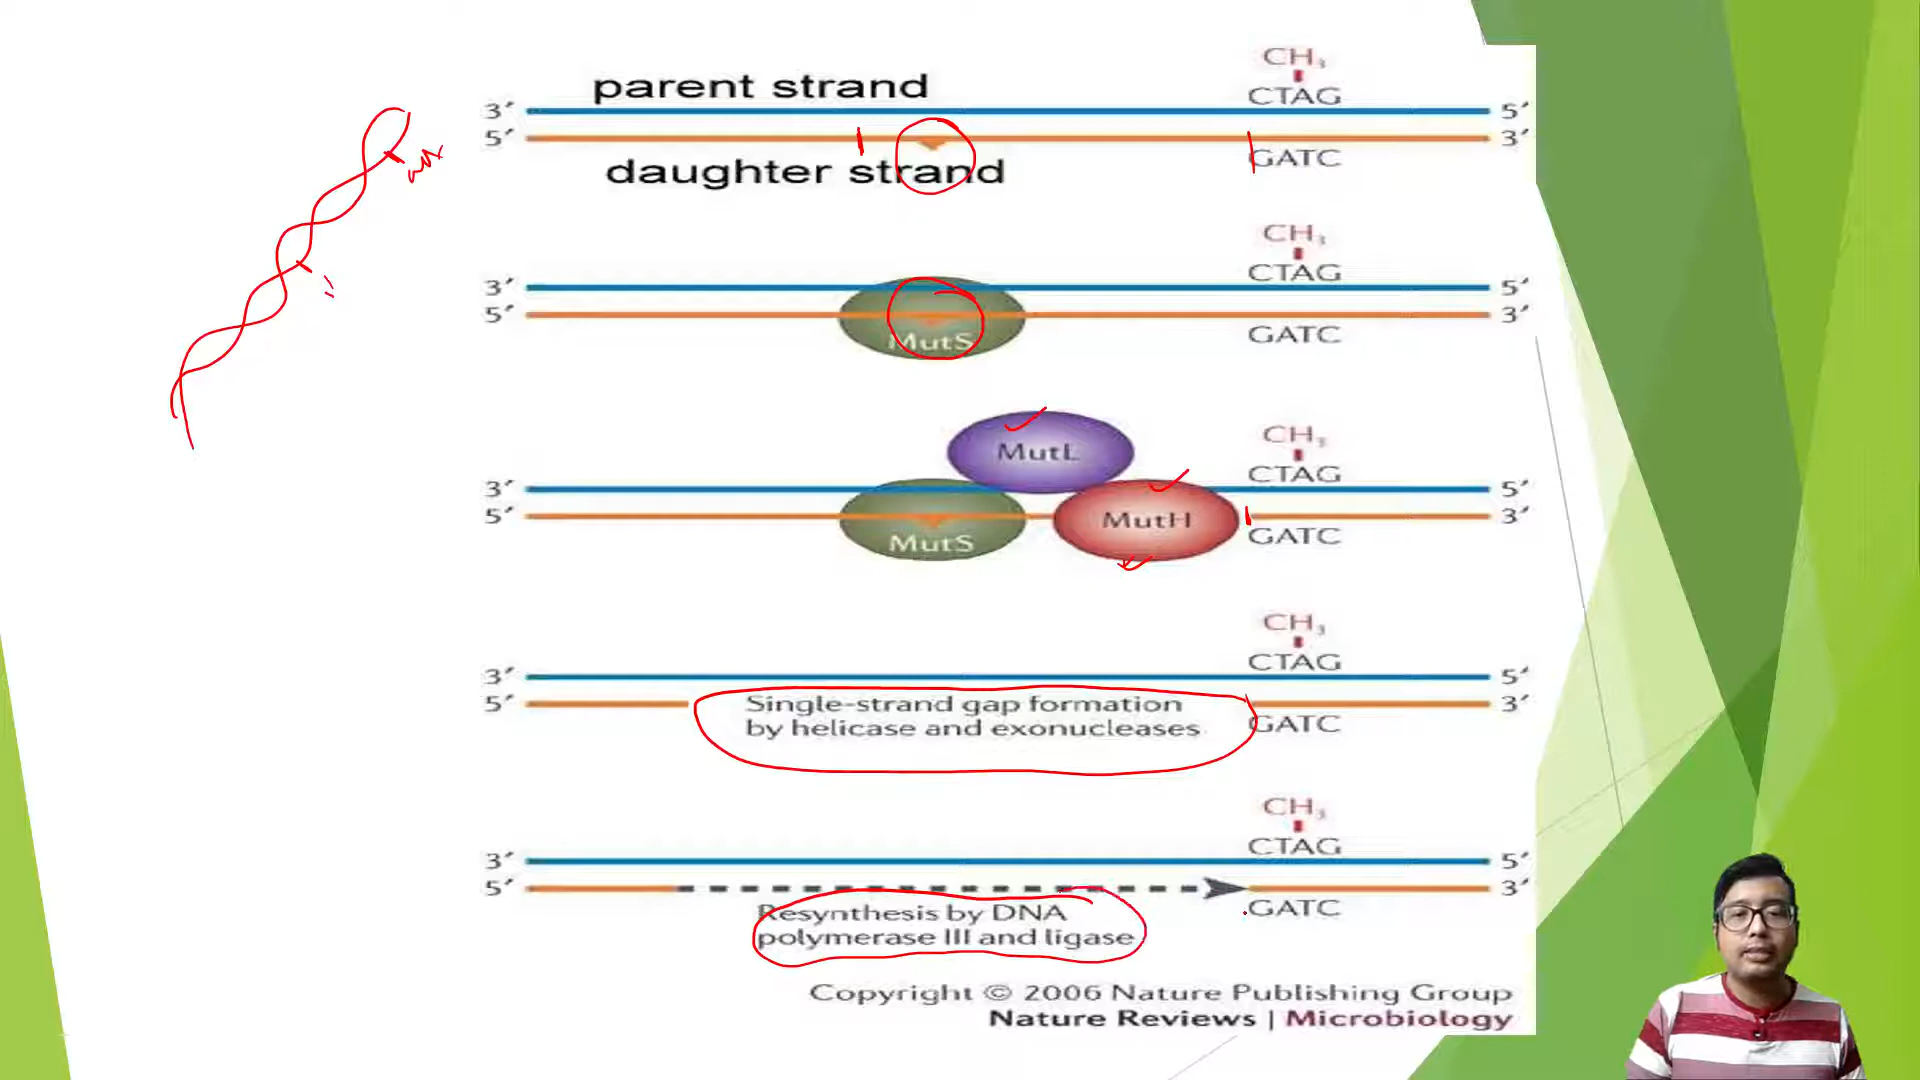 CH₃
parent strand
CTAG
3′ 5′
5′ 3′
daughter strand
GATC
CH₃
CTAG
3′ 5′
5′ 3′
MutS
GATC
CH₃
MutL
CTAG
3′ 5′
5′ MutH 3′
GATC
MutS
CH₃
CTAG
3′ 5′
5′ 3′
Single-strand gap formation
by helicase and exonucleases
GATC
CH₃
CTAG
3′ 5′
5′ 3′
GATC
Resynthesis by DNA
polymerase III and ligase
Copyright © 2006 Nature Publishing Group
Nature Reviews | Microbiology